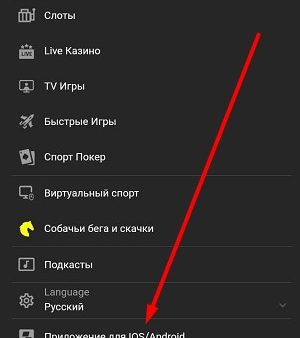 Слоты
LIVE
Live Казино
TV Игры
Быстрые Игры
Спорт Покер
Виртуальный спорт
Собачьи бега и скачки
Подкасты
Language
Русский
Приложение для IOS/Android